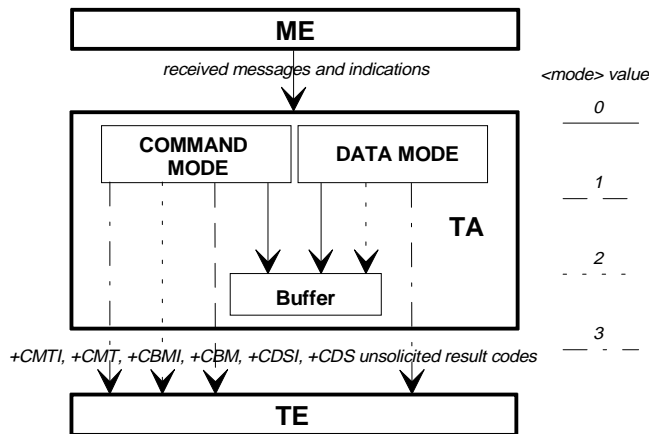 ME
received messages and indications
<mode> value
0
COMMAND
MODE
DATA MODE
1
TA
2
Buffer
3
+CMTI, +CMT, +CBMI, +CBM, +CDSI, +CDS unsolicited result codes
TE